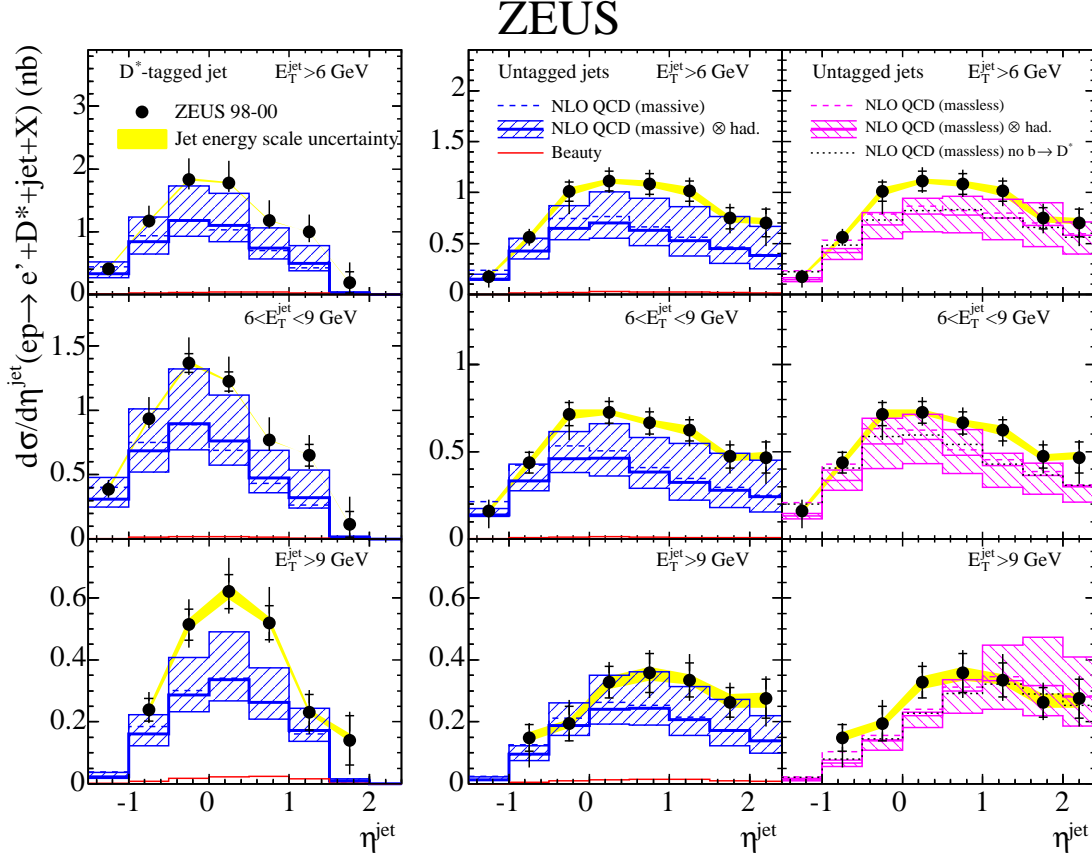 ZEUS
dσ/dη^jet(ep→ e'+D*+jet+X) (nb)
D*-tagged jet E_T^jet>6 GeV
ZEUS 98-00
Jet energy scale uncertainty
3
2
1
0
Untagged jets E_T^jet>6 GeV
NLO QCD (massive)
NLO QCD (massive) ⊗ had.
Beauty
2
1.5
1
0.5
0
Untagged jets E_T^jet>6 GeV
NLO QCD (massless)
NLO QCD (massless) ⊗ had.
NLO QCD (massless) no b→D*
6<E_T^jet<9 GeV
1.5
1
0.5
0
6<E_T^jet<9 GeV
1
0.5
0
6<E_T^jet<9 GeV
E_T^jet>9 GeV
0.6
0.4
0.2
0
E_T^jet>9 GeV
0.6
0.4
0.2
0
E_T^jet>9 GeV
-1 0 1 2
η^jet
-1 0 1 2
η^jet
-1 0 1 2
η^jet